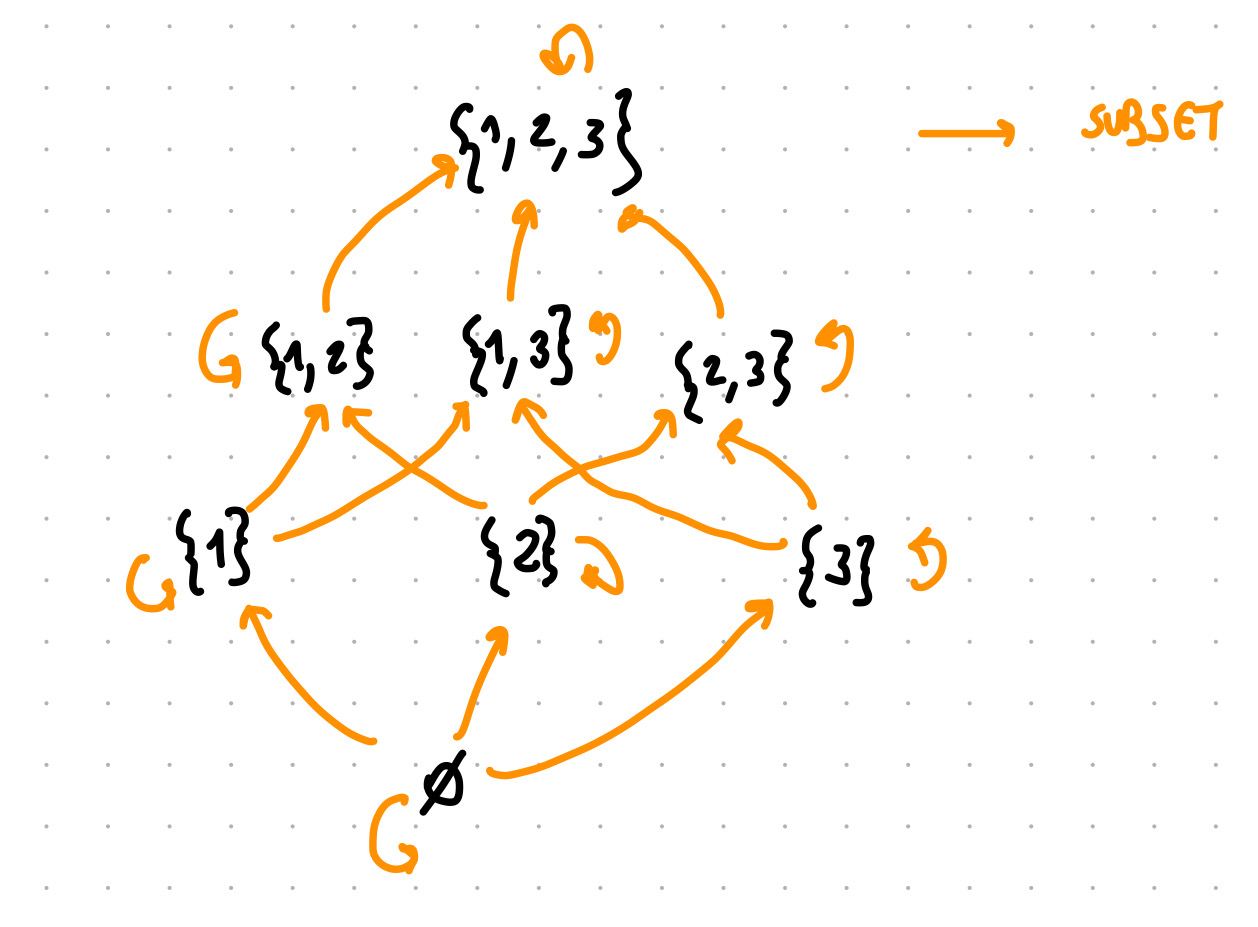 {1,2,3}
SUBSET
{1,2} {1,3} {2,3}
{1} {2} {3}
∅